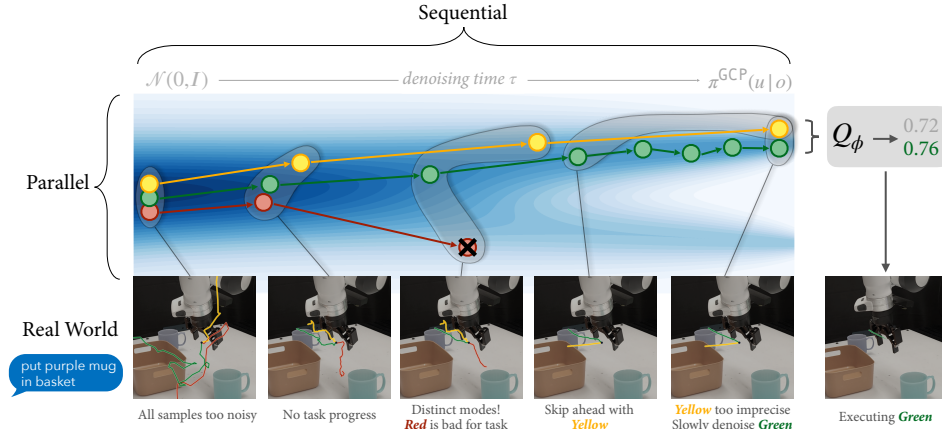 Sequential
𝒩(0,I)
denoising time τ
π^GCP(u|o)
Parallel
Q_ϕ
0.72
0.76
Real World
put purple mug
in basket
All samples too noisy
No task progress
Distinct modes!
Red is bad for task
Skip ahead with
Yellow
Yellow too imprecise
Slowly denoise Green
Executing Green